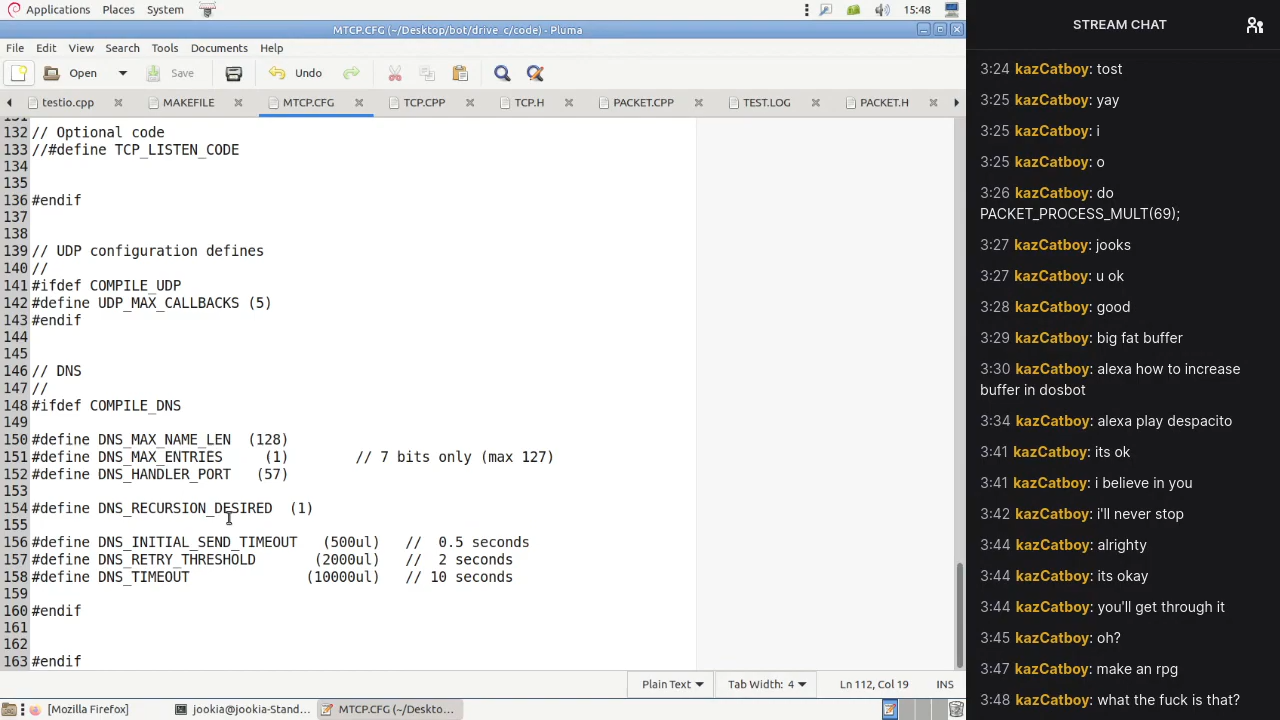 Applications Places System 15:48
MTCP.CFG (~/Desktop/bot/drive_c/code) - Pluma
File Edit View Search Tools Documents Help
Open Save Undo
testio.cpp MAKEFILE MTCP.CFG TCP.CPP TCP.H PACKET.CPP TEST.LOG PACKET.H
131
132 // Optional code
133 //#define TCP_LISTEN_CODE
134
135
136 #endif
137
138
139 // UDP configuration defines
140 //
141 #ifdef COMPILE_UDP
142 #define UDP_MAX_CALLBACKS (5)
143 #endif
144
145
146 // DNS
147 //
148 #ifdef COMPILE_DNS
149
150 #define DNS_MAX_NAME_LEN  (128)
151 #define DNS_MAX_ENTRIES     (1)        // 7 bits only (max 127)
152 #define DNS_HANDLER_PORT   (57)
153
154 #define DNS_RECURSION_DESIRED  (1)
155
156 #define DNS_INITIAL_SEND_TIMEOUT   (500ul)   //  0.5 seconds
157 #define DNS_RETRY_THRESHOLD       (2000ul)   //  2 seconds
158 #define DNS_TIMEOUT              (10000ul)   // 10 seconds
159
160 #endif
161
162
163 #endif
Plain Text Tab Width: 4 Ln 112, Col 19 INS
[Mozilla Firefox] jookia@jookia-Stand... MTCP.CFG (~/Deskto...
STREAM CHAT
3:24 kazCatboy: tost
3:25 kazCatboy: yay
3:25 kazCatboy: i
3:25 kazCatboy: o
3:26 kazCatboy: do
PACKET_PROCESS_MULT(69);
3:27 kazCatboy: jooks
3:27 kazCatboy: u ok
3:28 kazCatboy: good
3:29 kazCatboy: big fat buffer
3:30 kazCatboy: alexa how to increase
buffer in dosbot
3:34 kazCatboy: alexa play despacito
3:41 kazCatboy: its ok
3:41 kazCatboy: i believe in you
3:42 kazCatboy: i'll never stop
3:44 kazCatboy: alrighty
3:44 kazCatboy: its okay
3:44 kazCatboy: you'll get through it
3:45 kazCatboy: oh?
3:47 kazCatboy: make an rpg
3:48 kazCatboy: what the fuck is that?